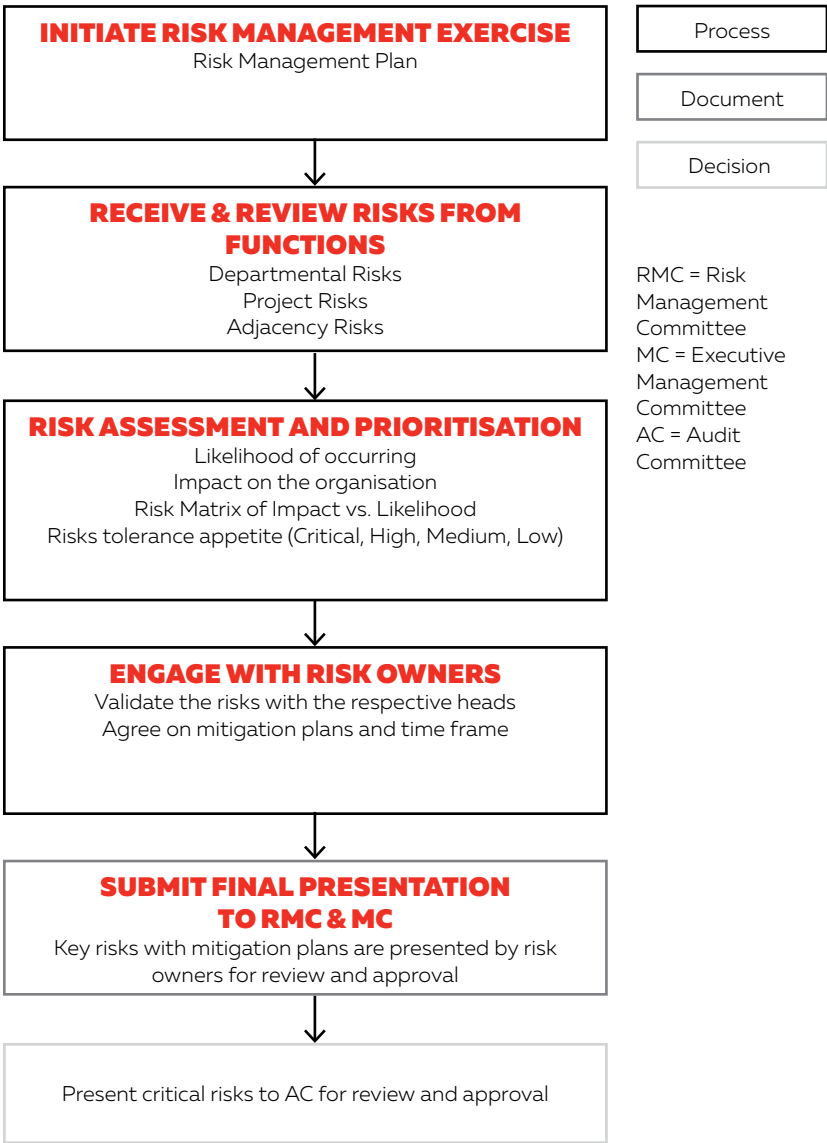 INITIATE RISK MANAGEMENT EXERCISE
Risk Management Plan
RECEIVE & REVIEW RISKS FROM
FUNCTIONS
Departmental Risks
Project Risks
Adjacency Risks
RISK ASSESSMENT AND PRIORITISATION
Likelihood of occurring
Impact on the organisation
Risk Matrix of Impact vs. Likelihood
Risks tolerance appetite (Critical, High, Medium, Low)
ENGAGE WITH RISK OWNERS
Validate the risks with the respective heads
Agree on mitigation plans and time frame
SUBMIT FINAL PRESENTATION
TO RMC & MC
Key risks with mitigation plans are presented by risk
owners for review and approval
Present critical risks to AC for review and approval
Process
Document
Decision
RMC = Risk
Management
Committee
MC = Executive
Management
Committee
AC = Audit
Committee